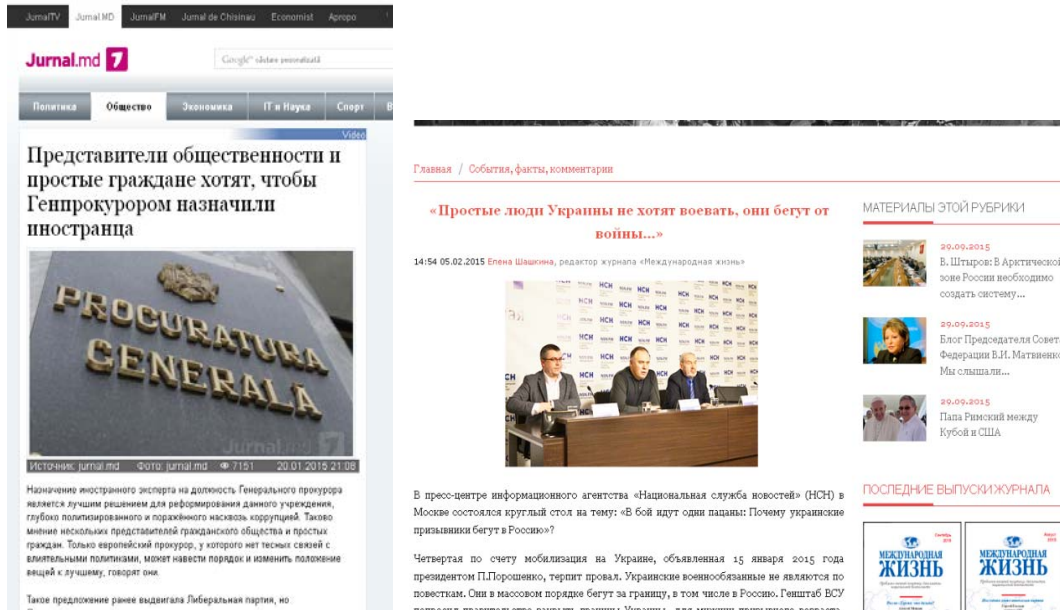 JurnalTV Jurnal.MD JurnalFM Jurnal de Chisinau Economist Apropo
Jurnal.md
Google™ căutare personalizată
Политика Общество Экономика IT и Наука Спорт В
Video
Представители общественности и
простые граждане хотят, чтобы
Генпрокурором назначили
иностранца
PROCURATURA
GENERALĂ
Jurnal.md
Источник: jurnal.md Фото: jurnal.md 7151 20.01.2015 21:08
Назначение иностранного эксперта на должность Генерального прокурора
является лучшим решением для реформирования данного учреждения,
глубоко политизированного и поражённого насквозь коррупцией. Таково
мнение нескольких представителей гражданского общества и простых
граждан. Только европейский прокурор, у которого нет тесных связей с
влиятельными политиками, может навести порядок и изменить положение
вещей к лучшему, говорят они.
Такое предложение ранее выдвигала Либеральная партия, но
Главная / События, факты, комментарии
«Простые люди Украины не хотят воевать, они бегут от
войны...»
14:54 05.02.2015 Елена Шашкина, редактор журнала «Международная жизнь»
НСН
В пресс-центре информационного агентства «Национальная служба новостей» (НСН) в
Москве состоялся круглый стол на тему: «В бой идут одни пацаны: Почему украинские
призывники бегут в Россию»?
Четвертая по счету мобилизация на Украине, объявленная 15 января 2015 года
президентом П.Порошенко, терпит провал. Украинские военнообязанные не являются по
повесткам. Они в массовом порядке бегут за границу, в том числе в Россию. Генштаб ВСУ
МАТЕРИАЛЫ ЭТОЙ РУБРИКИ
29.09.2015
В. Штыров: В Арктической
зоне России необходимо
создать систему...
29.09.2015
Блог Председателя Совет
Федерации В.И. Матвиенко
Мы слышали...
29.09.2015
Папа Римский между
Кубой и США
ПОСЛЕДНИЕ ВЫПУСКИ ЖУРНАЛА
МЕЖДУНАРОДНАЯ
ЖИЗНЬ
МЕЖДУНАРОДНАЯ
ЖИЗНЬ